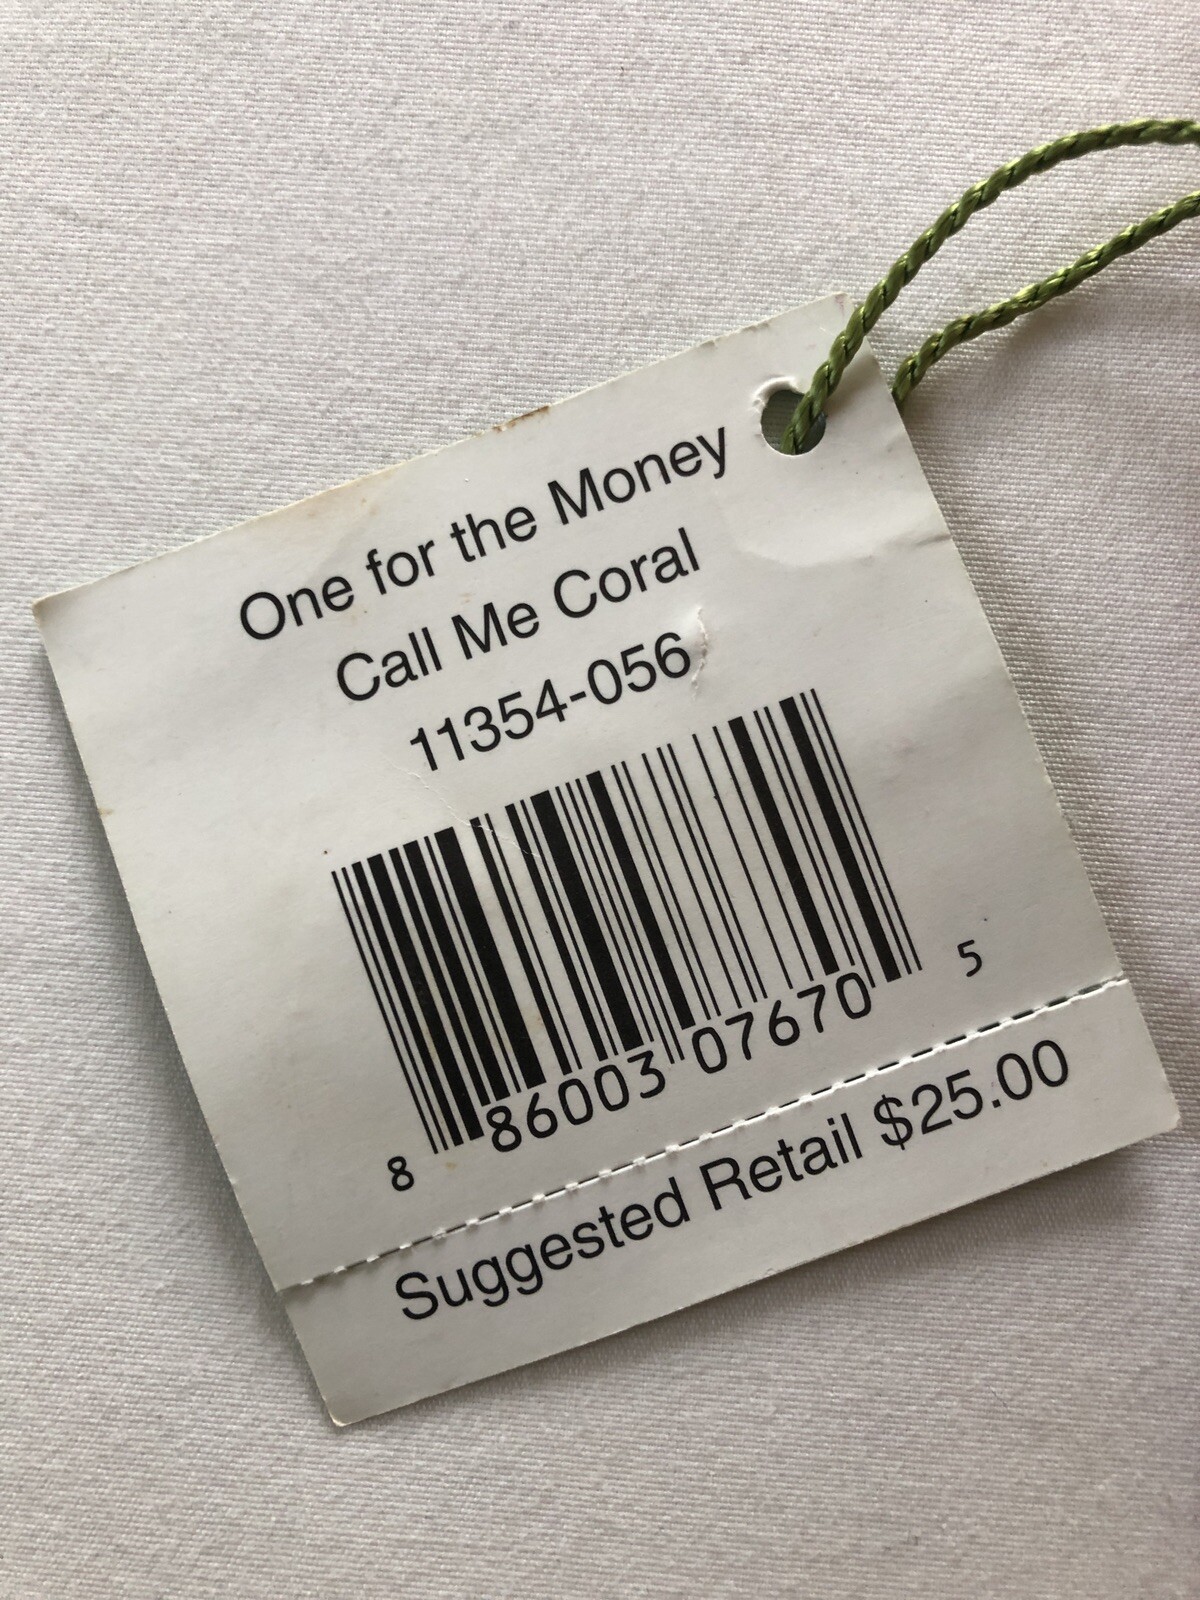 One for the Money
Call Me Coral
11354-056
8 86003 07670 5
Suggested Retail $25.00